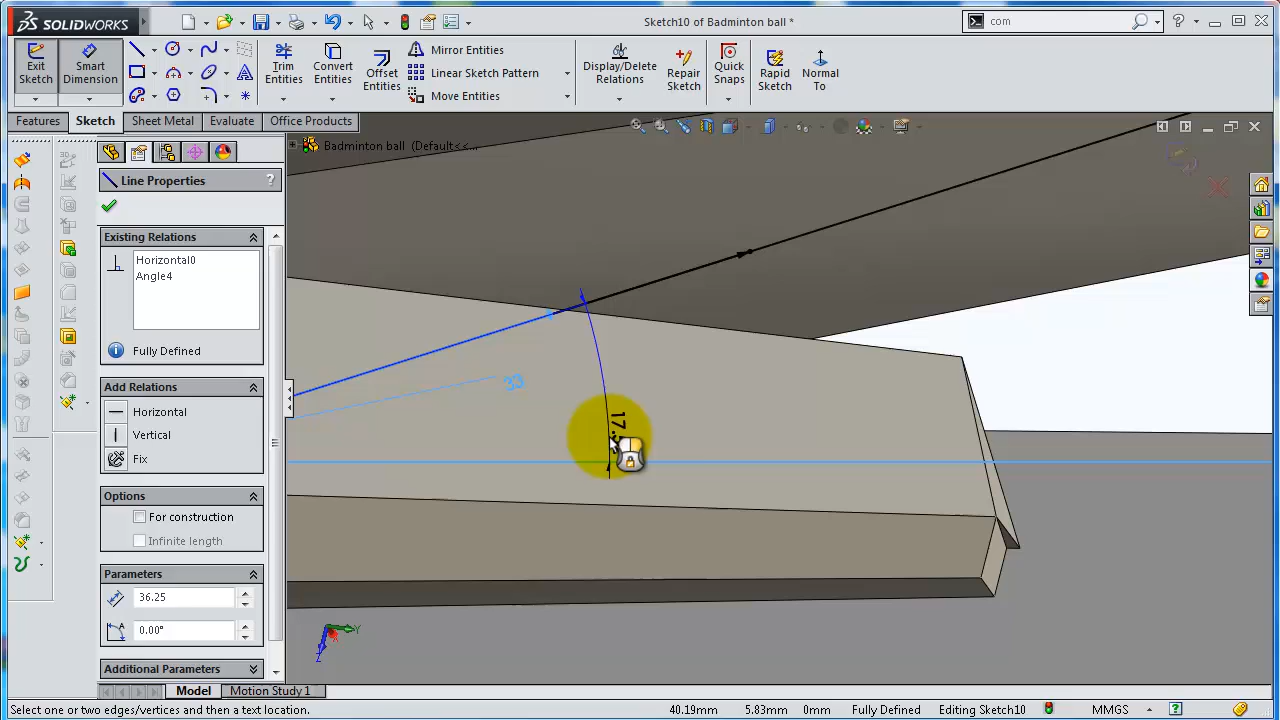 SOLIDWORKS
Sketch10 of Badminton ball *
com
Exit Sketch
Smart Dimension
Trim Entities
Convert Entities
Offset Entities
Mirror Entities
Linear Sketch Pattern
Move Entities
Display/Delete Relations
Repair Sketch
Quick Snaps
Rapid Sketch
Normal To
Features
Sketch
Sheet Metal
Evaluate
Office Products
Badminton ball (Default<<...
Line Properties
?
Existing Relations
Horizontal0
Angle4
Fully Defined
Add Relations
Horizontal
Vertical
Fix
Options
For construction
Infinite length
Parameters
36.25
0.00°
Additional Parameters
33
Y
Z
Model
Motion Study 1
Select one or two edges/vertices and then a text location.
40.19mm
5.83mm
0mm
Fully Defined
Editing Sketch10
MMGS